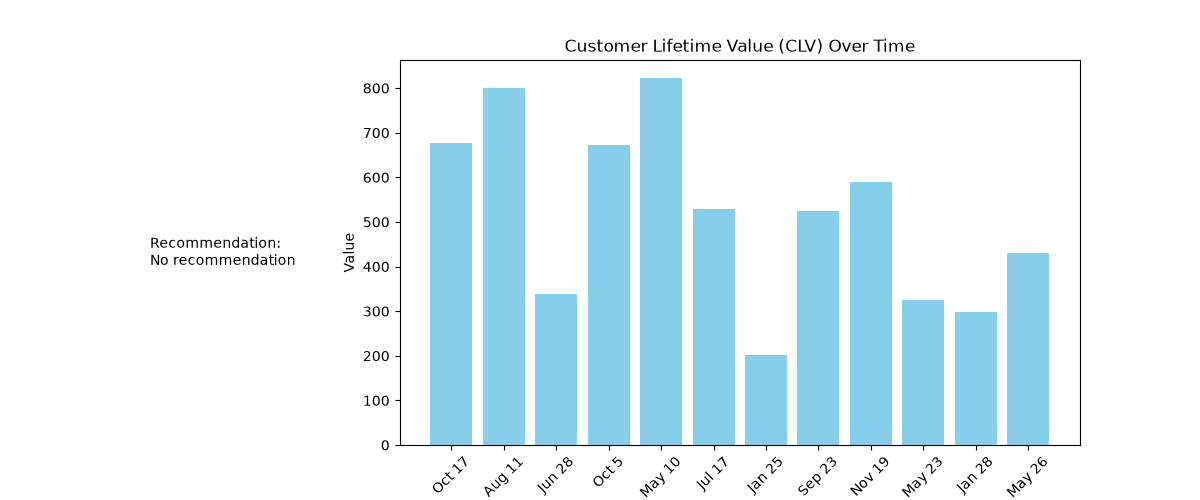 Customer Lifetime Value (CLV) Over Time
Recommendation:
No recommendation
Value
800
700
600
500
400
300
200
100
0
Oct 17
Aug 11
Jun 28
Oct 5
May 10
Jul 17
Jan 25
Sep 23
Nov 19
May 23
Jan 28
May 26